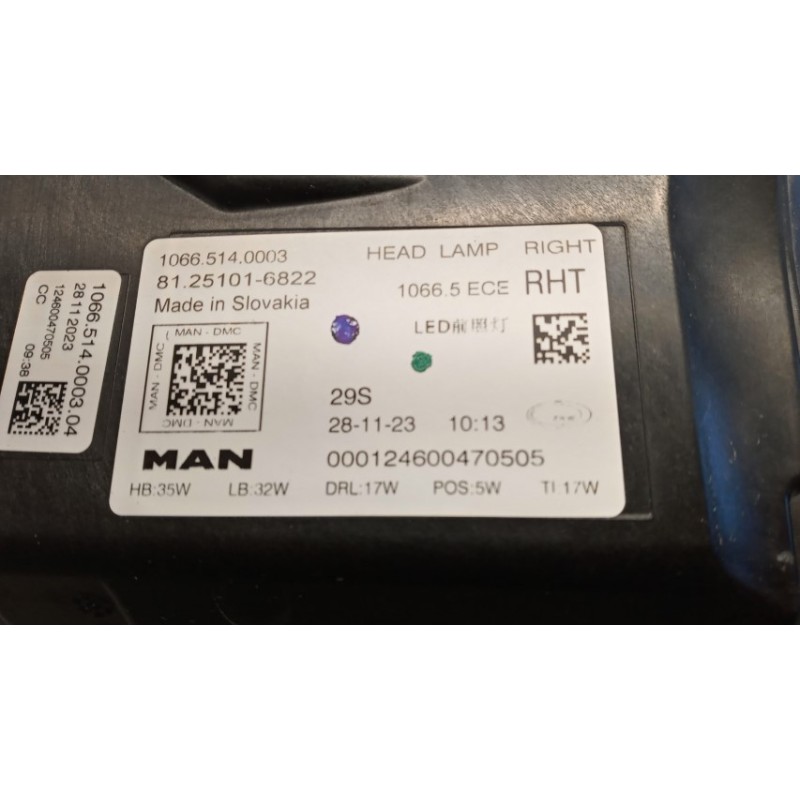 1066.514.0003.04
28112023
124600470505
CC
09:38
1066.514.0003 HEAD LAMP RIGHT
81.25101-6822 1066.5 ECE RHT
Made in Slovakia
LED前照灯
MAN - DMC
MAN - DMC
MAN - DMC
MAN - DMC
29S
28-11-23 10:13
MAN 000124600470505
HB:35W LB:32W DRL:17W POS:5W TI 17W